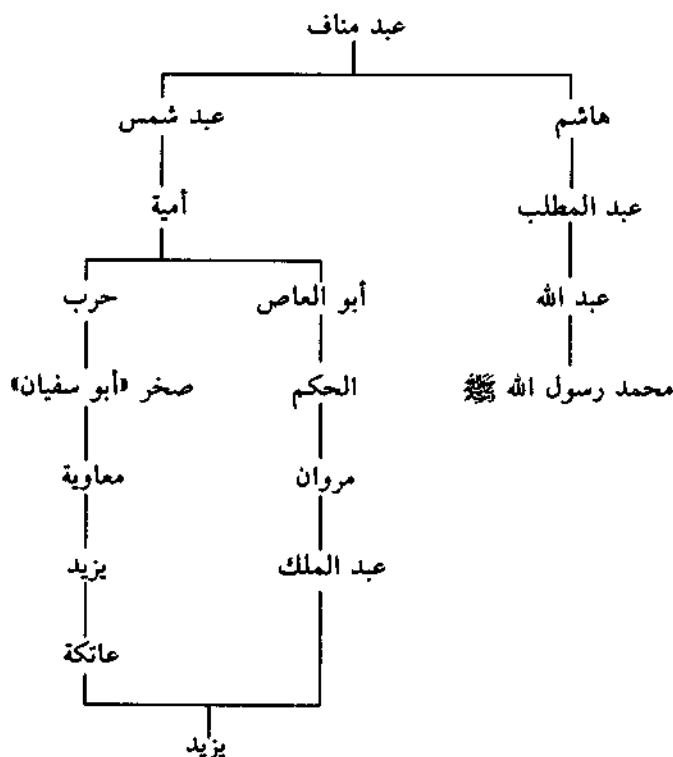 عبد مناف
هاشم عبد شمس
عبد المطلب أمية
عبد الله أبو العاص حرب
محمد رسول الله ﷺ الحكم صخر «أبو سفيان»
مروان معاوية
عبد الملك يزيد
عاتكة
يزيد